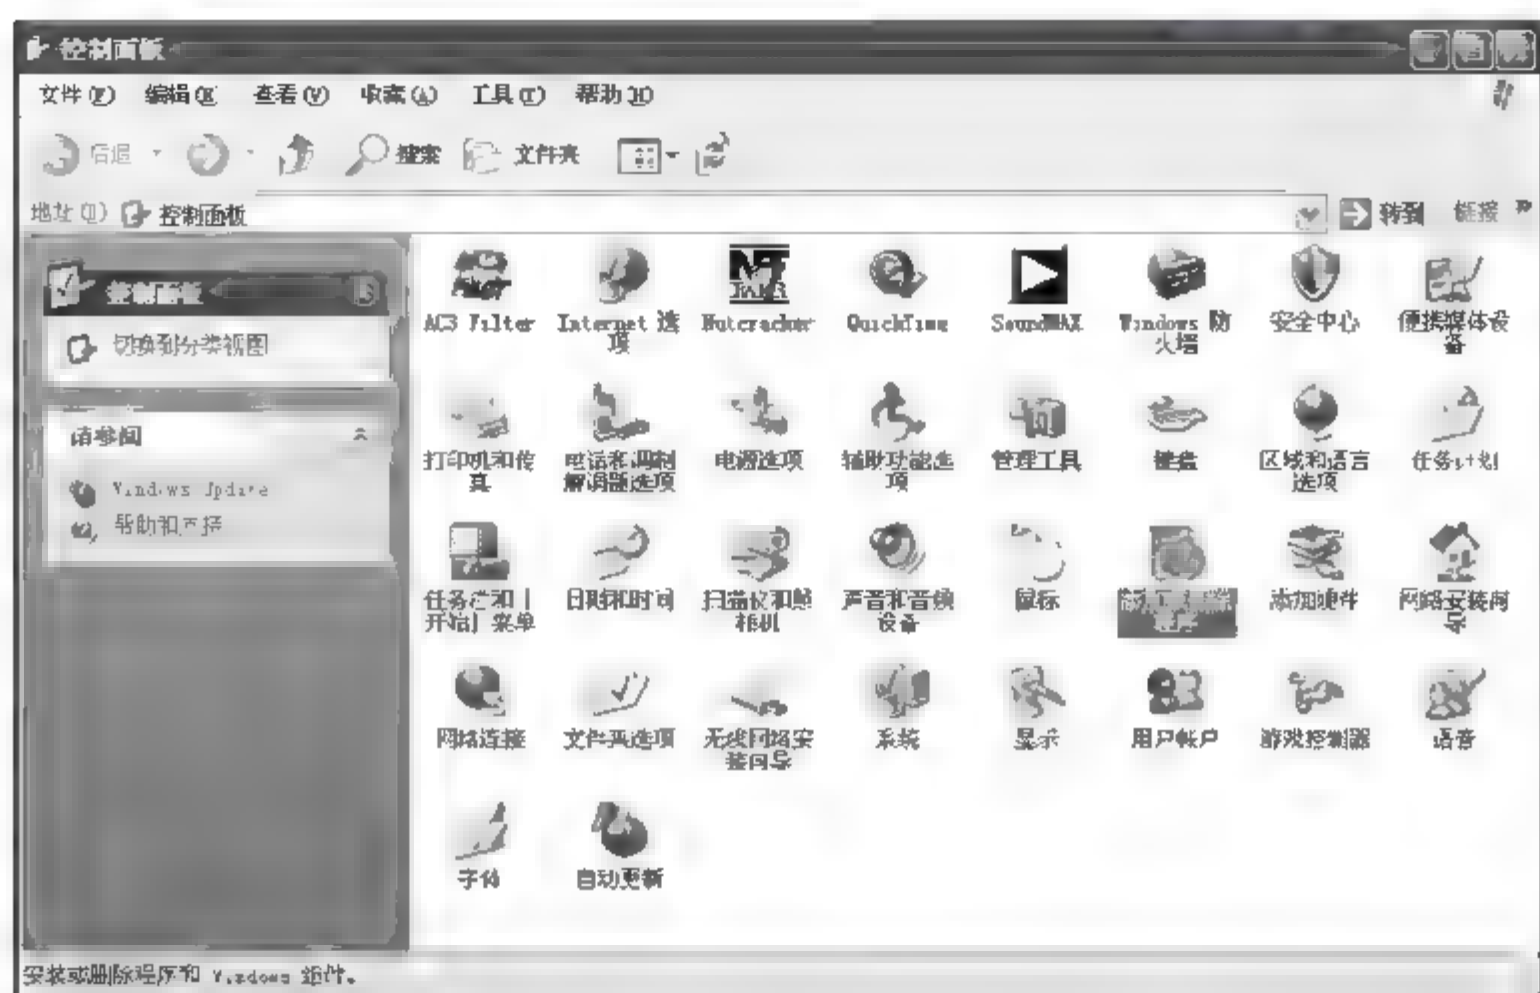 控制面板
文件(F) 编辑(E) 查看(V) 收藏(A) 工具(T) 帮助(H)
后退 搜索 文件夹
地址(D) 控制面板 转到 链接 »
控制面板
切换到分类视图
请参阅
Windows Update
帮助和支持
AC3 Filter Internet 选 Nutcracker QuickTime SoundMAX Windows 防 安全中心 便携媒体设
项 火墙 备
打印机和传 电话和调制 电源选项 辅助功能选 管理工具 键盘 区域和语言 任务计划
真 解调器选项 项 选项
任务栏和「 日期和时间 扫描仪和照 声音和音频 鼠标 添加硬件 网络安装向
开始」菜单 相机 设备 导
网络连接 文件夹选项 无线网络安 系统 显示 用户帐户 游戏控制器 语音
装向导
字体 自动更新
安装或删除程序和 Windows 组件。